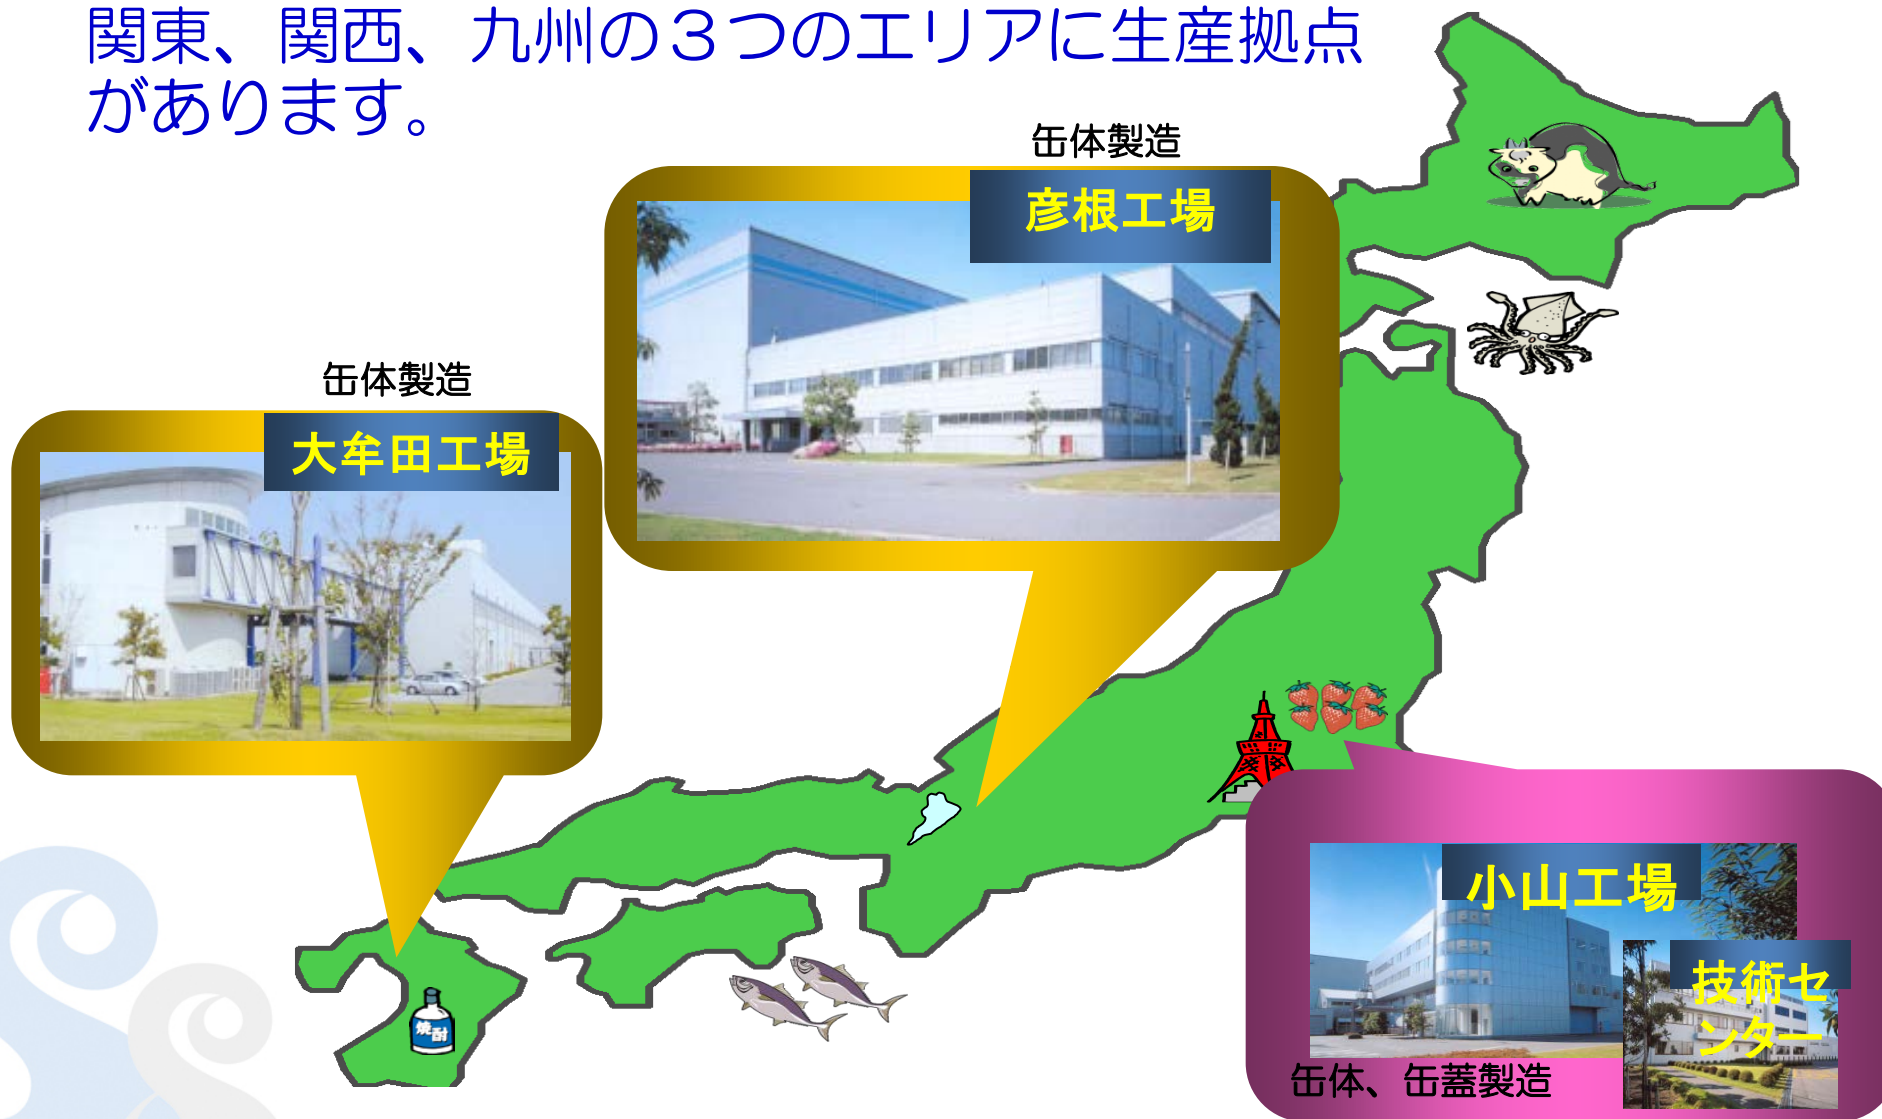 関東、関西、九州の３つのエリアに生産拠点
があります。
缶体製造
彦根工場
缶体製造
大牟田工場
小山工場
技術セ
ンター
缶体、缶蓋製造
焼酎